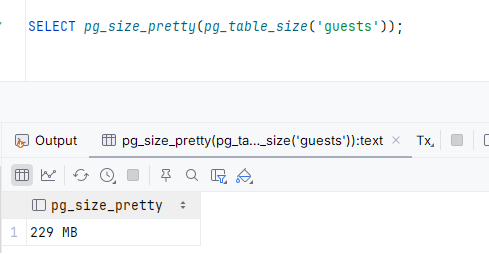 SELECT pg_size_pretty(pg_table_size('guests'));
Output
pg_size_pretty(pg_ta..._size('guests')):text
Tx
pg_size_pretty
1 229 MB